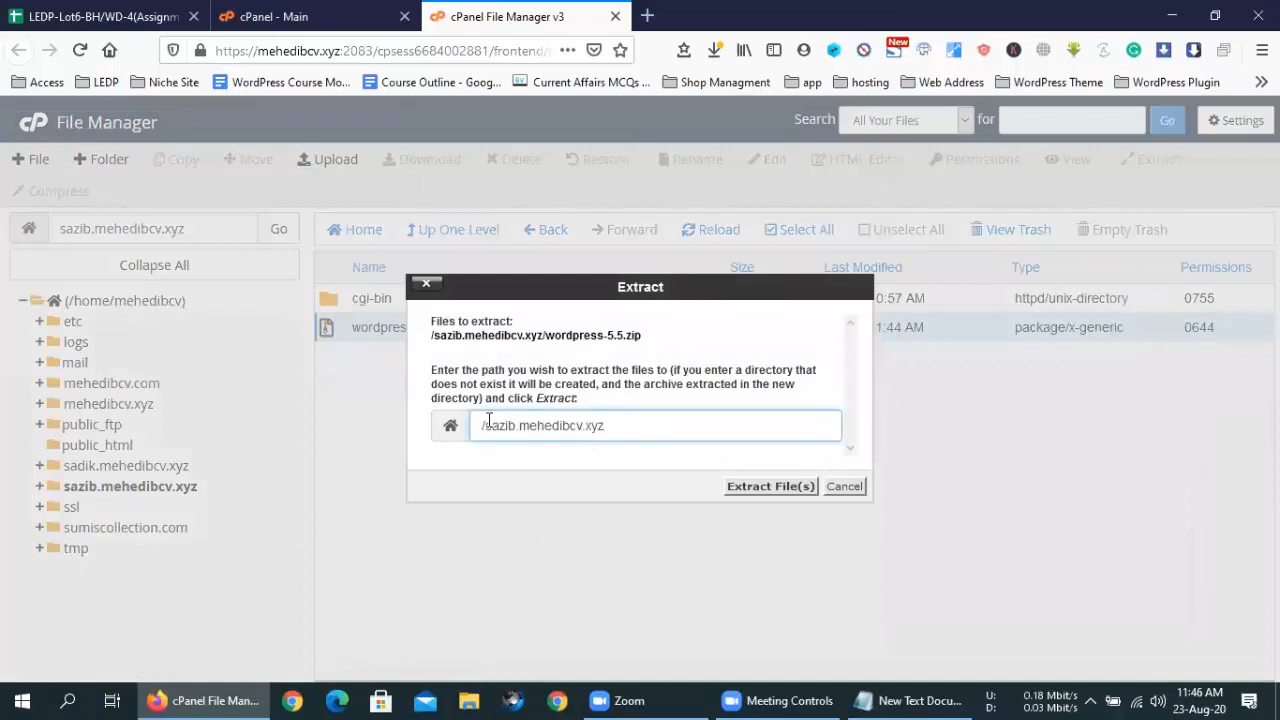 LEDP-Lot6-BH/WD-4(Assignm
cPanel - Main
cPanel File Manager v3
https://mehedibcv.xyz:2083/cpsess6684002881/frontend/
New
Access
LEDP
Niche Site
WordPress Course Mo...
Course Outline - Goog...
Current Affairs MCQs ...
Shop Managment
app
hosting
Web Address
WordPress Theme
WordPress Plugin
cP File Manager
Search
All Your Files
for
Go
Settings
File
Folder
Copy
Move
Upload
Download
Delete
Restore
Rename
Edit
HTML Editor
Permissions
View
Extract
Compress
sazib.mehedibcv.xyz
Go
Home
Up One Level
Back
Forward
Reload
Select All
Unselect All
View Trash
Empty Trash
Collapse All
Name
Size
Last Modified
Type
Permissions
(/home/mehedibcv)
etc
logs
mail
mehedibcv.com
mehedibcv.xyz
public_ftp
public_html
sadik.mehedibcv.xyz
sazib.mehedibcv.xyz
ssl
sumiscollection.com
tmp
cgi-bin
0:57 AM
httpd/unix-directory
0755
wordpres
1:44 AM
package/x-generic
0644
Extract
Files to extract:
/sazib.mehedibcv.xyz/wordpress-5.5.zip
Enter the path you wish to extract the files to (if you enter a directory that
does not exist it will be created, and the archive extracted in the new
directory) and click Extract:
/sazib.mehedibcv.xyz
Extract File(s)
Cancel
cPanel File Man...
Zoom
Meeting Controls
New Text Docu...
U:
D:
0.18 Mbit/s
0.03 Mbit/s
11:46 AM
23-Aug-20